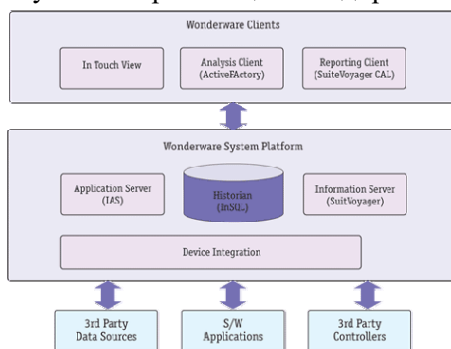 Wonderware Clients
In Touch View
Analysis Client
(ActiveFActory)
Reporting Client
(SuiteVoyager CAL)
Wonderware System Platform
Application Server
(IAS)
Historian
(InSQL)
Information Server
(SuitVoyager)
Device Integration
3rd Party
Data Sources
S/W
Applications
3rd Party
Controllers